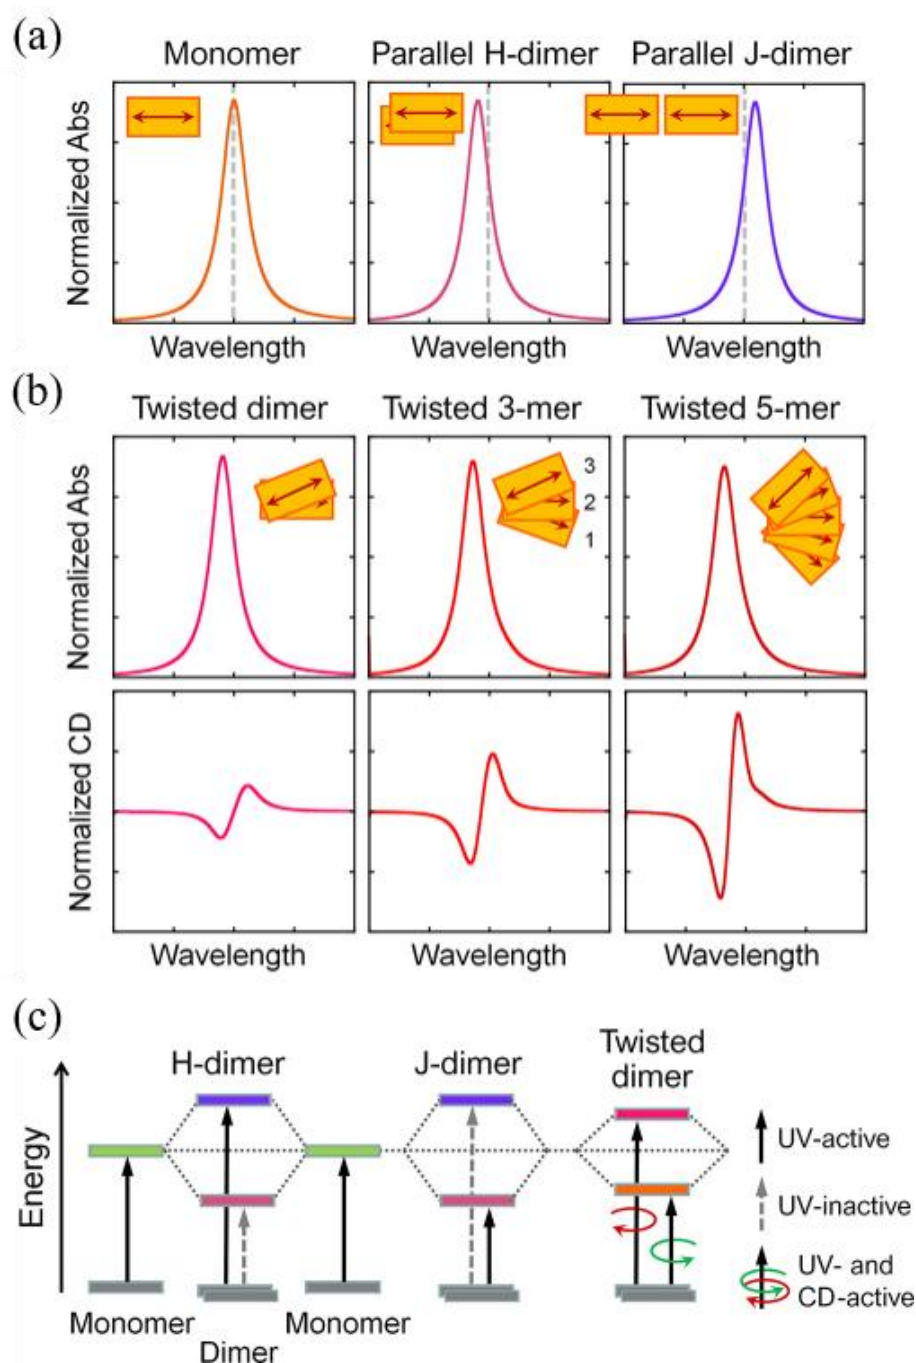 (a)
Monomer
Parallel H-dimer
Parallel J-dimer
Normalized Abs
Wavelength
Wavelength
Wavelength
(b)
Twisted dimer
Twisted 3-mer
Twisted 5-mer
Normalized Abs
3
2
1
Normalized CD
Wavelength
Wavelength
Wavelength
(c)
Energy
H-dimer
J-dimer
Twisted
dimer
UV-active
UV-inactive
UV- and
CD-active
Monomer
Dimer
Monomer